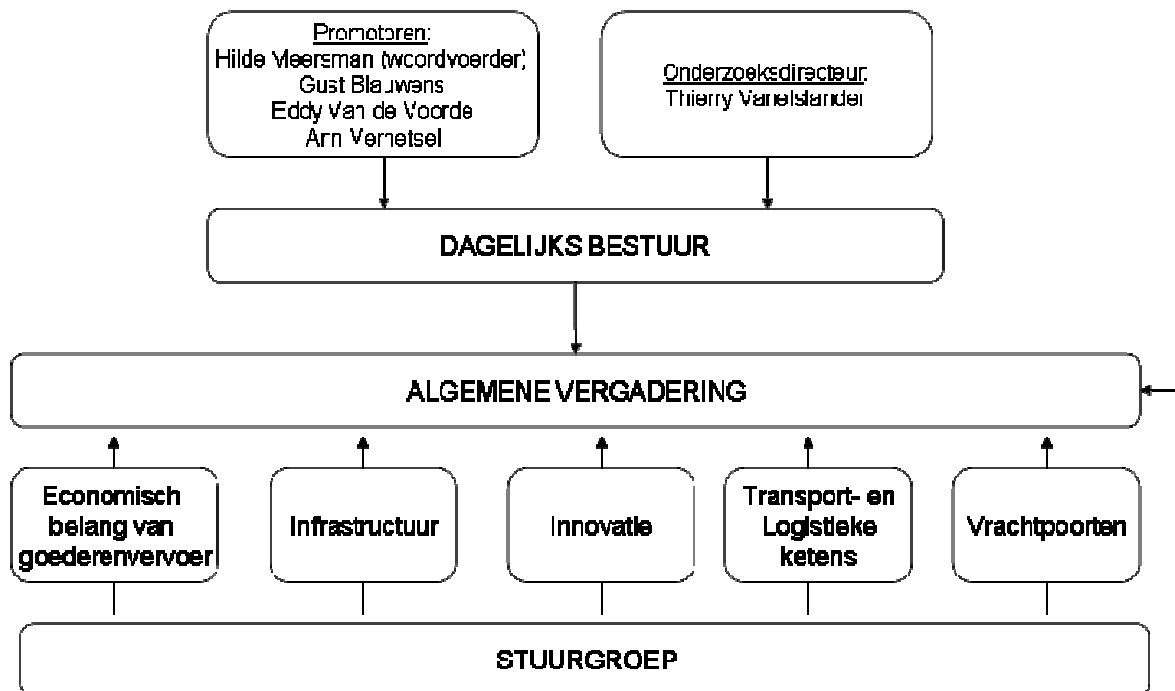 Promotoren:
Hilde Meersman (woordvoerder)
Gust Blauwens
Eddy Van de Voorde
Ann Verhetsel
Onderzoeksdirecteur:
Thierry Vanelslander
DAGELIJKS BESTUUR
ALGEMENE VERGADERING
Economisch
belang van
goederenvervoer
Infrastructuur
Innovatie
Transport- en
Logistieke
ketens
Vrachtpoorten
STUURGROEP